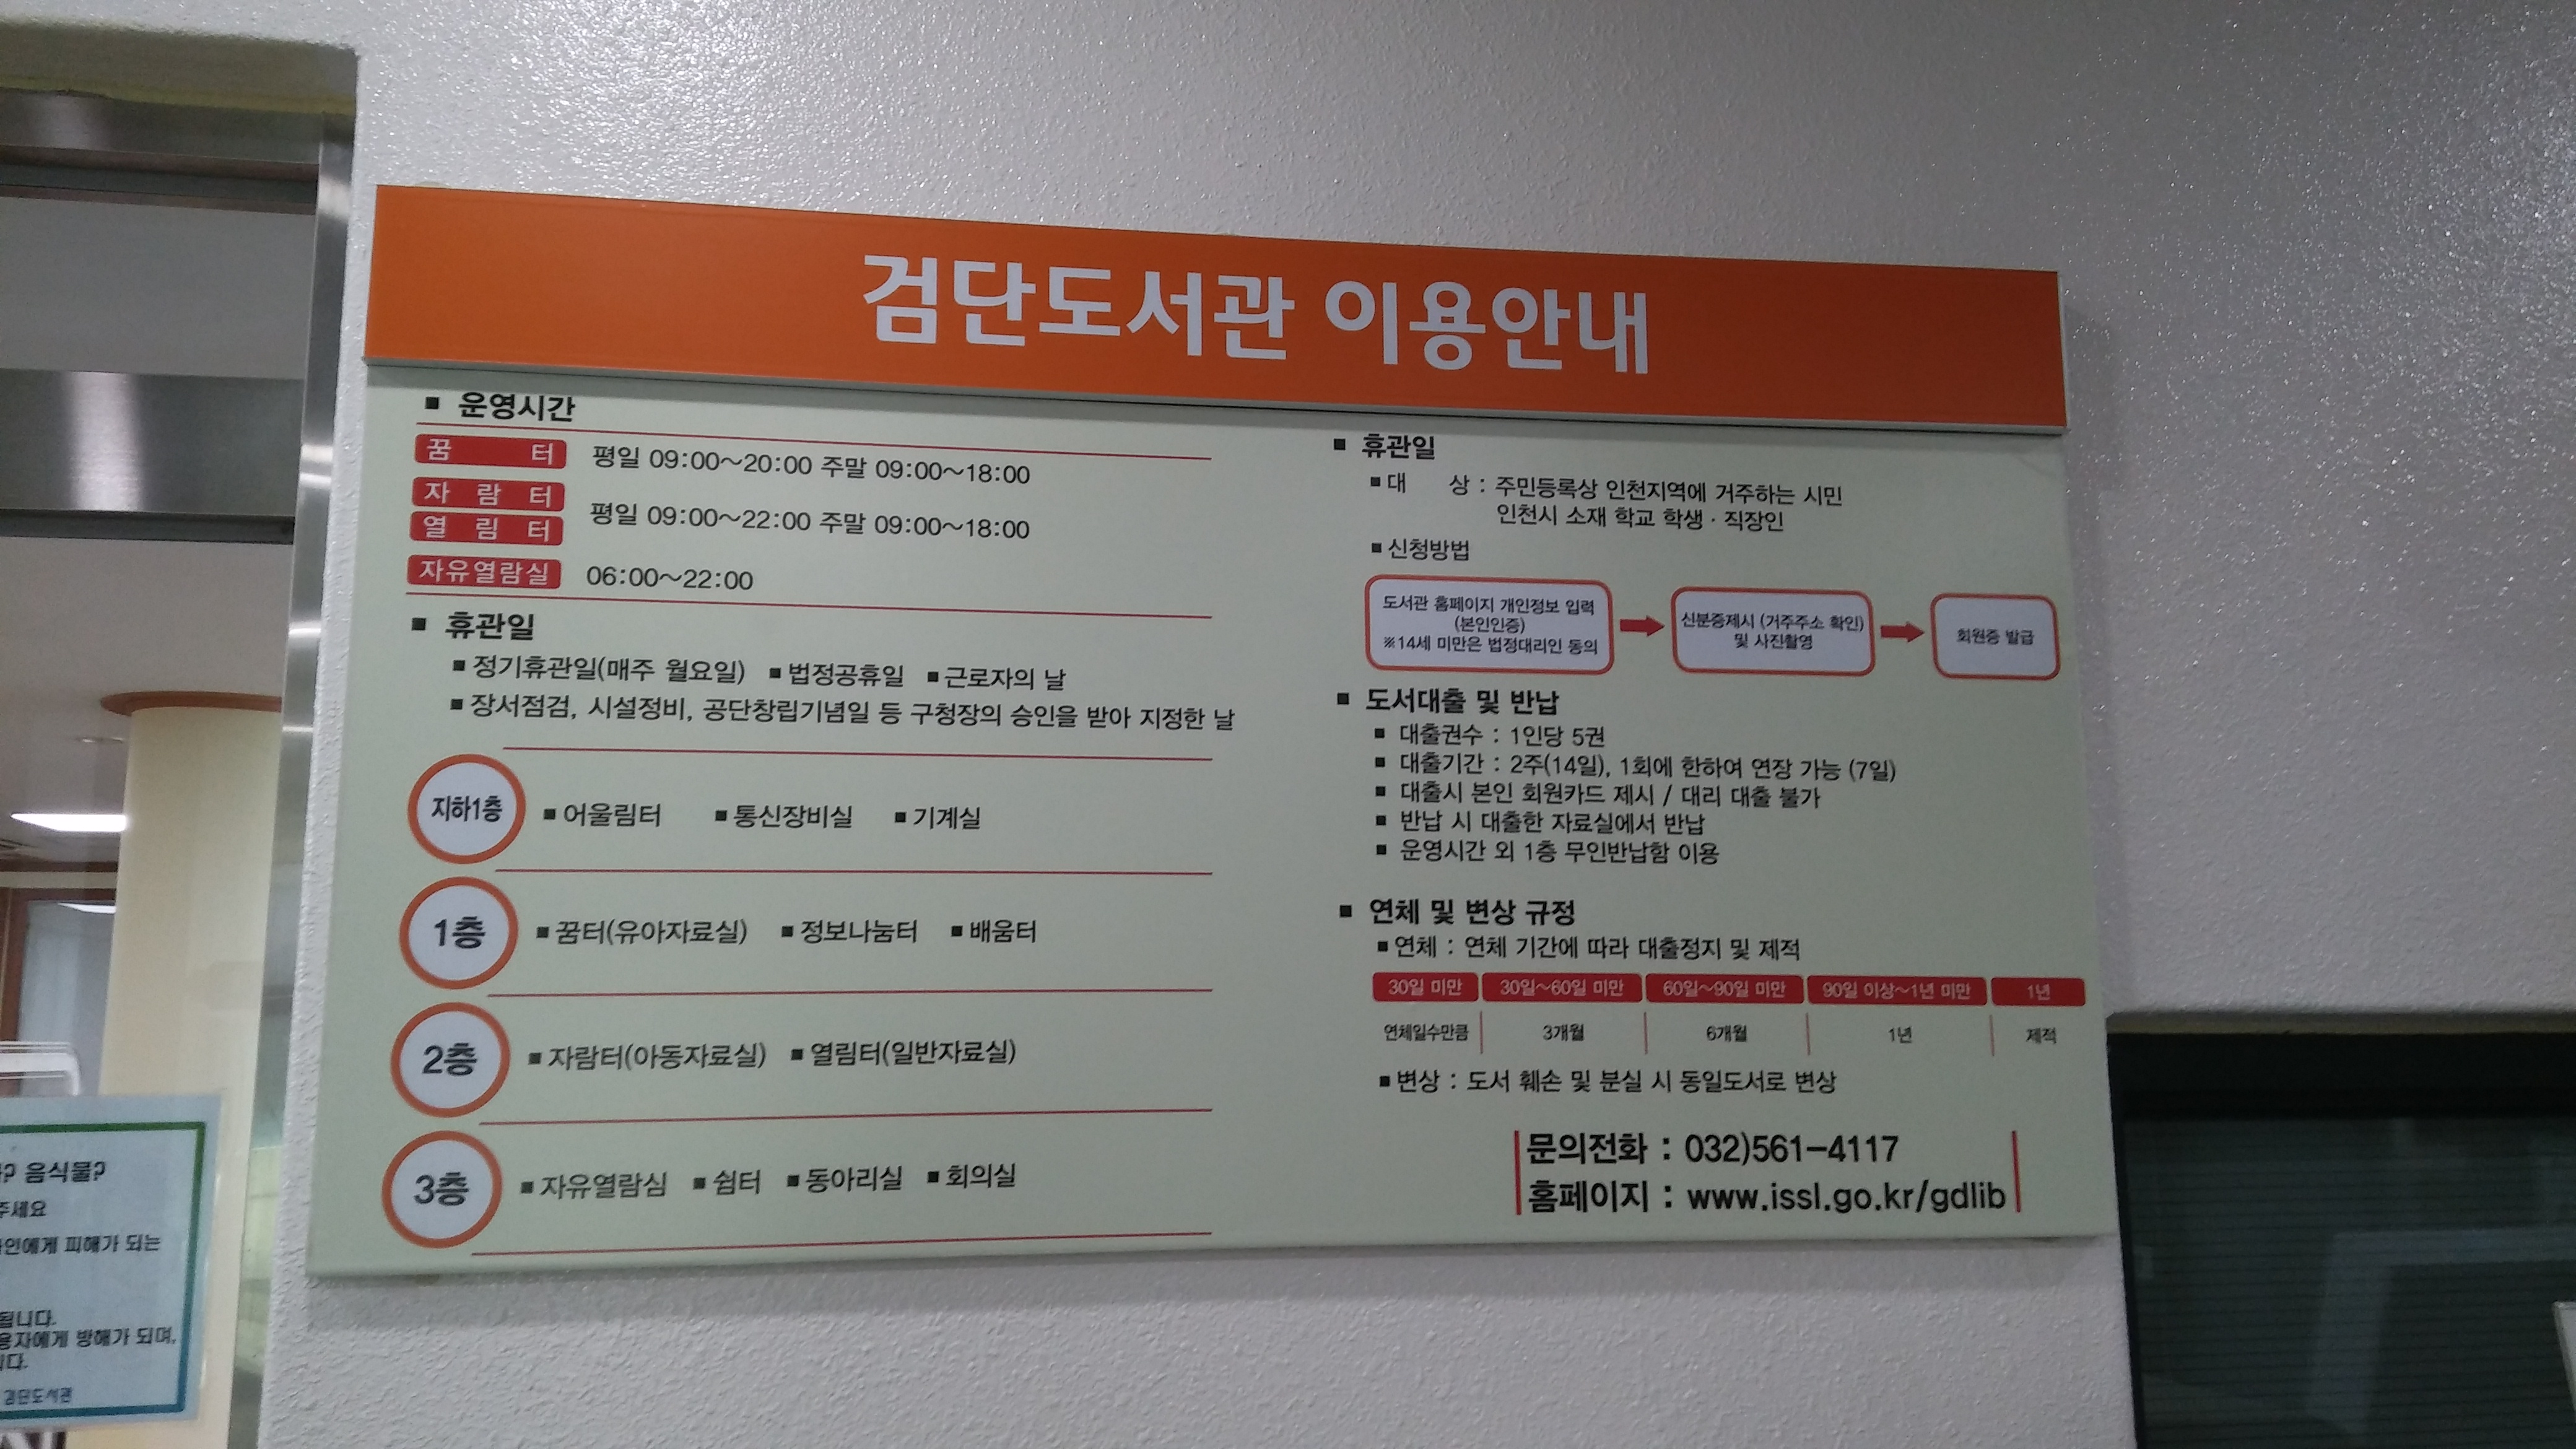 검단도서관 이용안내
■ 운영시간
꿈 터 평일 09:00~20:00 주말 09:00~18:00
자 람 터
열 림 터 평일 09:00~22:00 주말 09:00~18:00
자유열람실 06:00~22:00
■ 휴관일
■ 정기휴관일(매주 월요일) ■ 법정공휴일 ■ 근로자의 날
■ 장서점검, 시설정비, 공단창립기념일 등 구청장의 승인을 받아 지정한 날
지하1층 ■ 어울림터 ■ 통신장비실 ■ 기계실
1층 ■ 꿈터(유아자료실) ■ 정보나눔터 ■ 배움터
2층 ■ 자람터(아동자료실) ■ 열림터(일반자료실)
3층 ■ 자유열람심 ■ 쉼터 ■ 동아리실 ■ 회의실
■ 휴관일
■ 대 상 : 주민등록상 인천지역에 거주하는 시민
인천시 소재 학교 학생 · 직장인
■ 신청방법
도서관 홈페이지 개인정보 입력
(본인인증)
※14세 미만은 법정대리인 동의
신분증제시 (거주주소 확인)
및 사진촬영
회원증 발급
■ 도서대출 및 반납
■ 대출권수 : 1인당 5권
■ 대출기간 : 2주(14일), 1회에 한하여 연장 가능 (7일)
■ 대출시 본인 회원카드 제시 / 대리 대출 불가
■ 반납 시 대출한 자료실에서 반납
■ 운영시간 외 1층 무인반납함 이용
■ 연체 및 변상 규정
■ 연체 : 연체 기간에 따라 대출정지 및 제적
30일 미만 30일~60일 미만 60일~90일 미만 90일 이상~1년 미만 1년
연체일수만큼 3개월 6개월 1년 제적
■ 변상 : 도서 훼손 및 분실 시 동일도서로 변상
문의전화 : 032)561-4117
홈페이지 : www.issl.go.kr/gdlib
음식물?
주세요
인에게 피해가 되는
됩니다.
용자에게 방해가 되며,
검단도서관